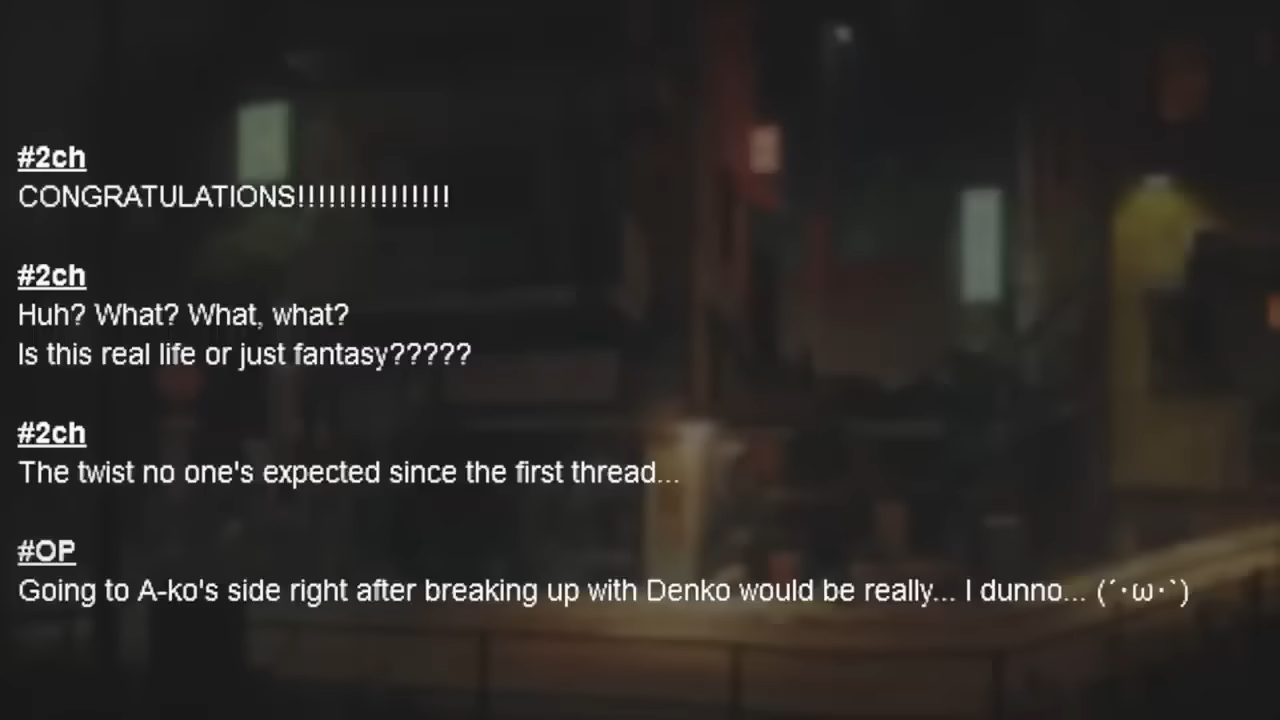 #2ch
CONGRATULATIONS!!!!!!!!!!!!!!!
#2ch
Huh? What? What, what?
Is this real life or just fantasy?????
#2ch
The twist no one's expected since the first thread...
#OP
Going to A-ko's side right after breaking up with Denko would be really... I dunno... (´･ω･`)